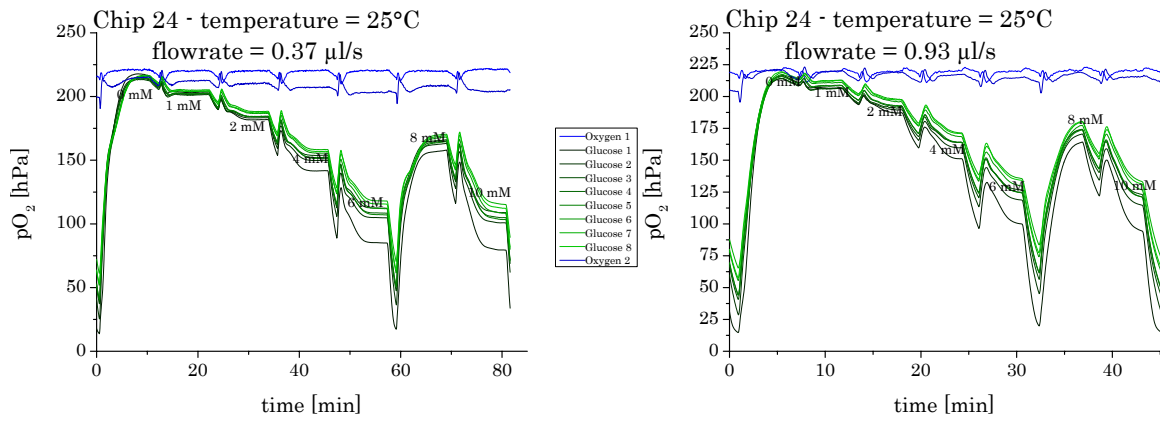 Chip 24 - temperature = 25°C
flowrate = 0.37 µl/s
250
200
150
100
50
0
pO2 [hPa]
0 mM
1 mM
2 mM
4 mM
6 mM
8 mM
10 mM
0 20 40 60 80
time [min]
Oxygen 1
Glucose 1
Glucose 2
Glucose 3
Glucose 4
Glucose 5
Glucose 6
Glucose 7
Glucose 8
Oxygen 2
Chip 24 - temperature = 25°C
flowrate = 0.93 µl/s
250
225
200
175
150
125
100
75
50
25
0
pO2 [hPa]
0 mM
1 mM
2 mM
4 mM
6 mM
8 mM
10 mM
0 10 20 30 40
time [min]